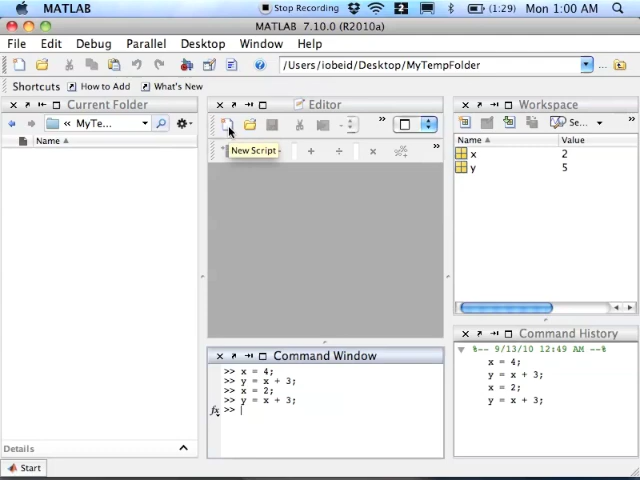 MATLAB Stop Recording (1:29) Mon 1:00 AM
MATLAB 7.10.0 (R2010a)
File Edit Debug Parallel Desktop Window Help
/Users/iobeid/Desktop/MyTempFolder ...
Shortcuts How to Add What's New
Current Folder
« MyTe...
Name
Details
Editor
New Script
Workspace
Se...
Name Value
x 2
y 5
Command Window
>> x = 4;
>> y = x + 3;
>> x = 2;
>> y = x + 3;
fx >>
Command History
%-- 9/13/10 12:49 AM --%
x = 4;
y = x + 3;
x = 2;
y = x + 3;
Start